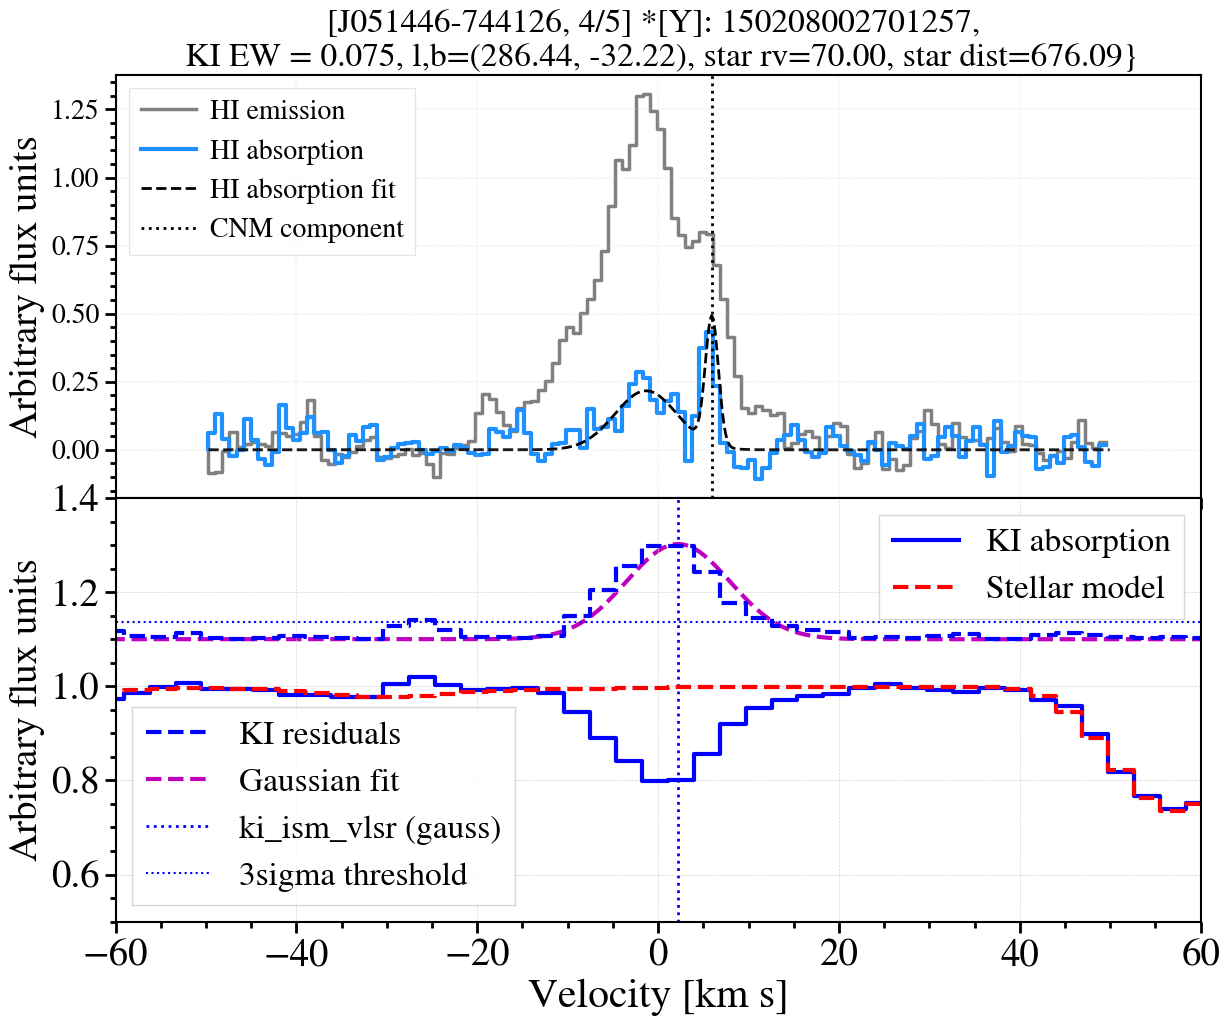 [J051446-744126, 4/5] *[Y]: 150208002701257,
KI EW = 0.075, l,b=(286.44, -32.22), star rv=70.00, star dist=676.09}
Arbitrary flux units
1.25
1.00
0.75
0.50
0.25
0.00
HI emission
HI absorption
HI absorption fit
CNM component
Arbitrary flux units
1.4
1.2
1.0
0.8
0.6
KI absorption
Stellar model
KI residuals
Gaussian fit
ki_ism_vlsr (gauss)
3sigma threshold
−60 −40 −20 0 20 40 60
Velocity [km s]